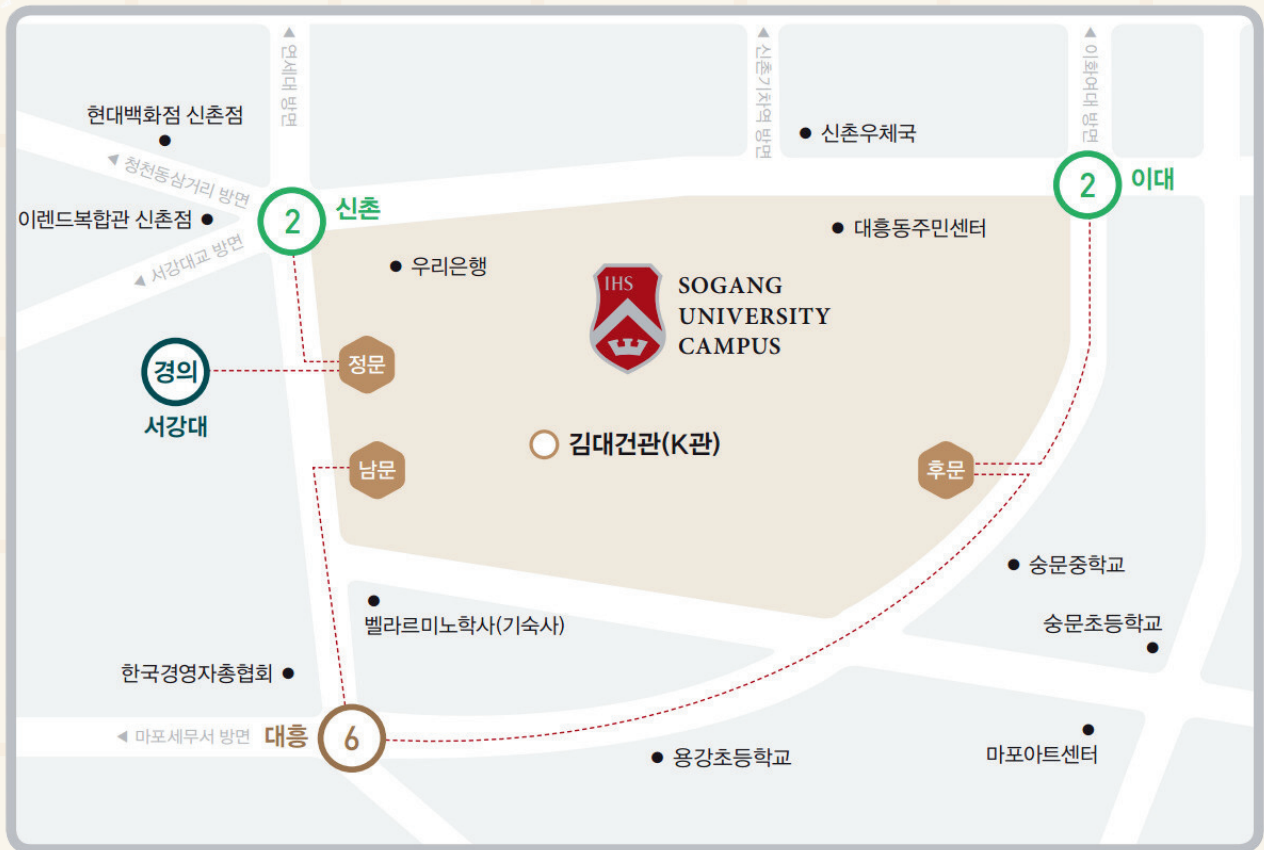 ◀ 연세대 방면
◀ 신촌기차역 방면
◀ 이화여대 방면
현대백화점 신촌점
신촌우체국
◀ 청천동삼거리 방면
2 이대
2 신촌
이렌드복합관 신촌점
대흥동주민센터
◀ 서강대교 방면
우리은행
IHS
SOGANG
UNIVERSITY
CAMPUS
정문
경의
서강대
김대건관(K관)
남문
후문
숭문중학교
벨라르미노학사(기숙사)
숭문초등학교
한국경영자총협회
◀ 마포세무서 방면
대흥 6
용강초등학교
마포아트센터